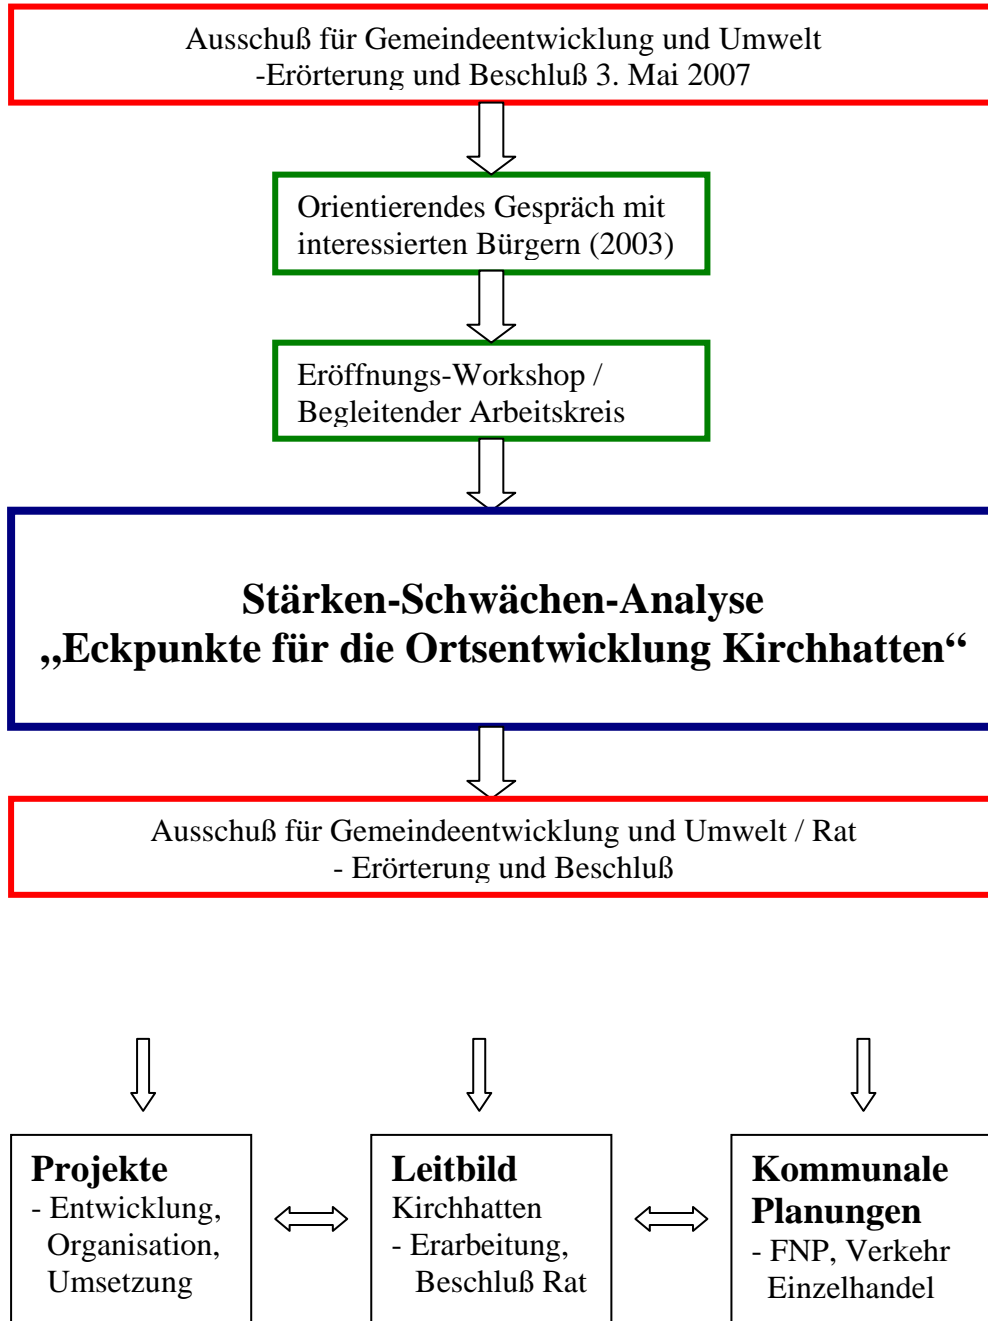 Ausschuß für Gemeindeentwicklung und Umwelt
-Erörterung und Beschluß 3. Mai 2007
Orientierendes Gespräch mit
interessierten Bürgern (2003)
Eröffnungs-Workshop /
Begleitender Arbeitskreis
Stärken-Schwächen-Analyse
„Eckpunkte für die Ortsentwicklung Kirchhatten“
Ausschuß für Gemeindeentwicklung und Umwelt / Rat
- Erörterung und Beschluß
Projekte
- Entwicklung,
Organisation,
Umsetzung
Leitbild
Kirchhatten
- Erarbeitung,
Beschluß Rat
Kommunale
Planungen
- FNP, Verkehr
Einzelhandel